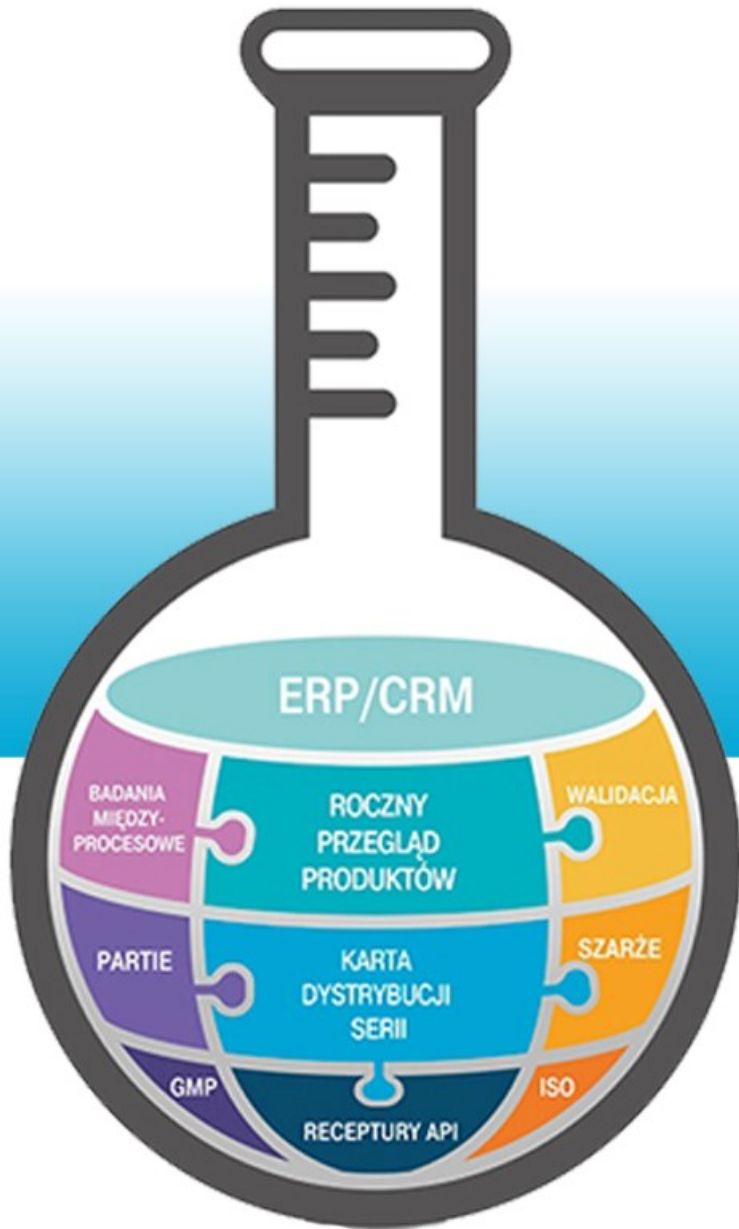 ERP/CRM
BADANIA
MIĘDZY-
PROCESOWE
ROCZNY
PRZEGLĄD
PRODUKTÓW
WALIDACJA
PARTIE
KARTA
DYSTRYBUCJI
SERII
SZARŻE
GMP
RECEPTURY API
ISO